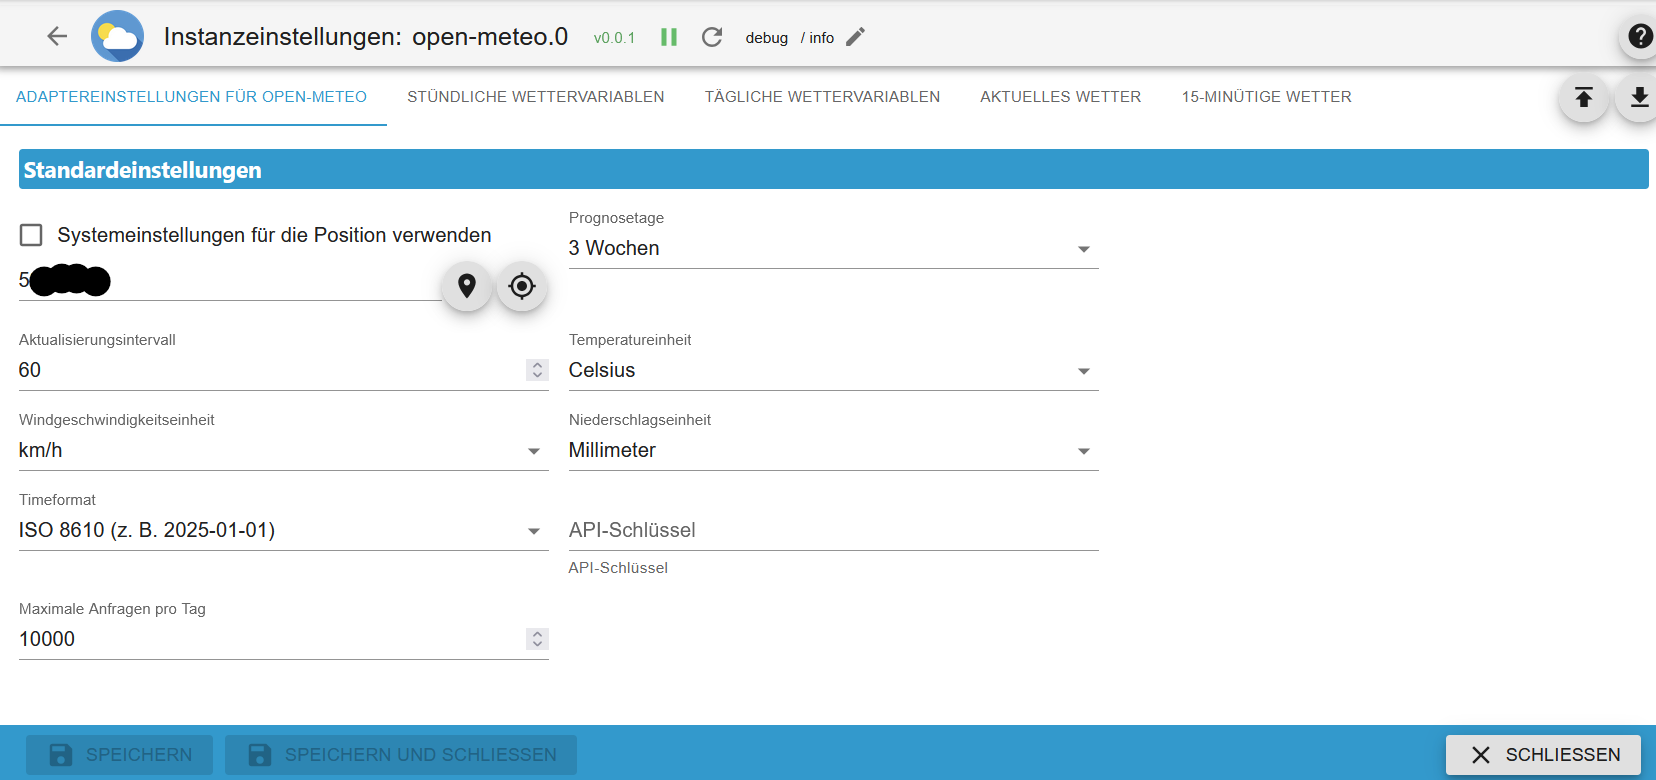 Instanzeinstellungen: open-meteo.0 v0.0.1 debug / info
ADAPTEREINSTELLUNGEN FÜR OPEN-METEO STÜNDLICHE WETTERVARIABLEN TÄGLICHE WETTERVARIABLEN AKTUELLES WETTER 15-MINÜTIGE WETTER
Standardeinstellungen
Systemeinstellungen für die Position verwenden
5
Prognosetage
3 Wochen
Aktualisierungsintervall
60
Temperatureinheit
Celsius
Windgeschwindigkeitseinheit
km/h
Niederschlagseinheit
Millimeter
Timeformat
ISO 8610 (z. B. 2025-01-01)
API-Schlüssel
API-Schlüssel
Maximale Anfragen pro Tag
10000
SPEICHERN SPEICHERN UND SCHLIESSEN SCHLIESSEN